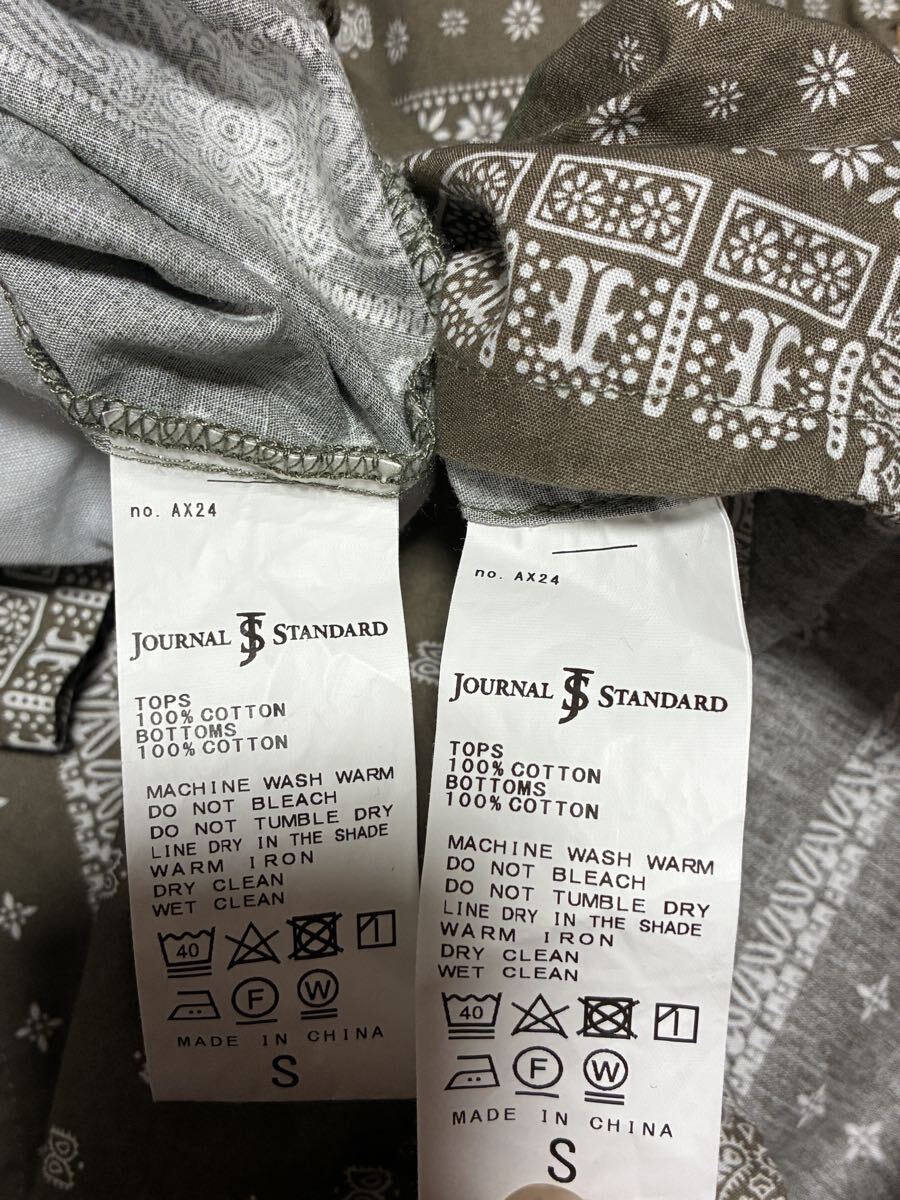 no. AX24
JOURNAL JS STANDARD
TOPS
100% COTTON
BOTTOMS
100% COTTON
MACHINE WASH WARM
DO NOT BLEACH
DO NOT TUMBLE DRY
LINE DRY IN THE SHADE
WARM IRON
DRY CLEAN
WET CLEAN
40
F W
MADE IN CHINA
S
no. AX24
JOURNAL JS STANDARD
TOPS
100% COTTON
BOTTOMS
100% COTTON
MACHINE WASH WARM
DO NOT BLEACH
DO NOT TUMBLE DRY
LINE DRY IN THE SHADE
WARM IRON
DRY CLEAN
WET CLEAN
40
F W
MADE IN CHINA
S